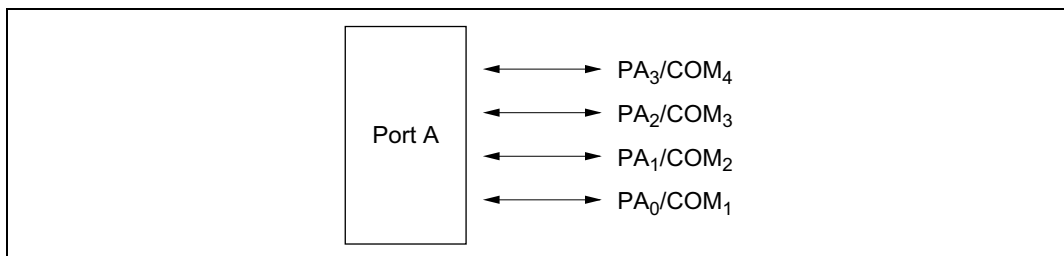 PA₃/COM₄
PA₂/COM₃
Port A
PA₁/COM₂
PA₀/COM₁